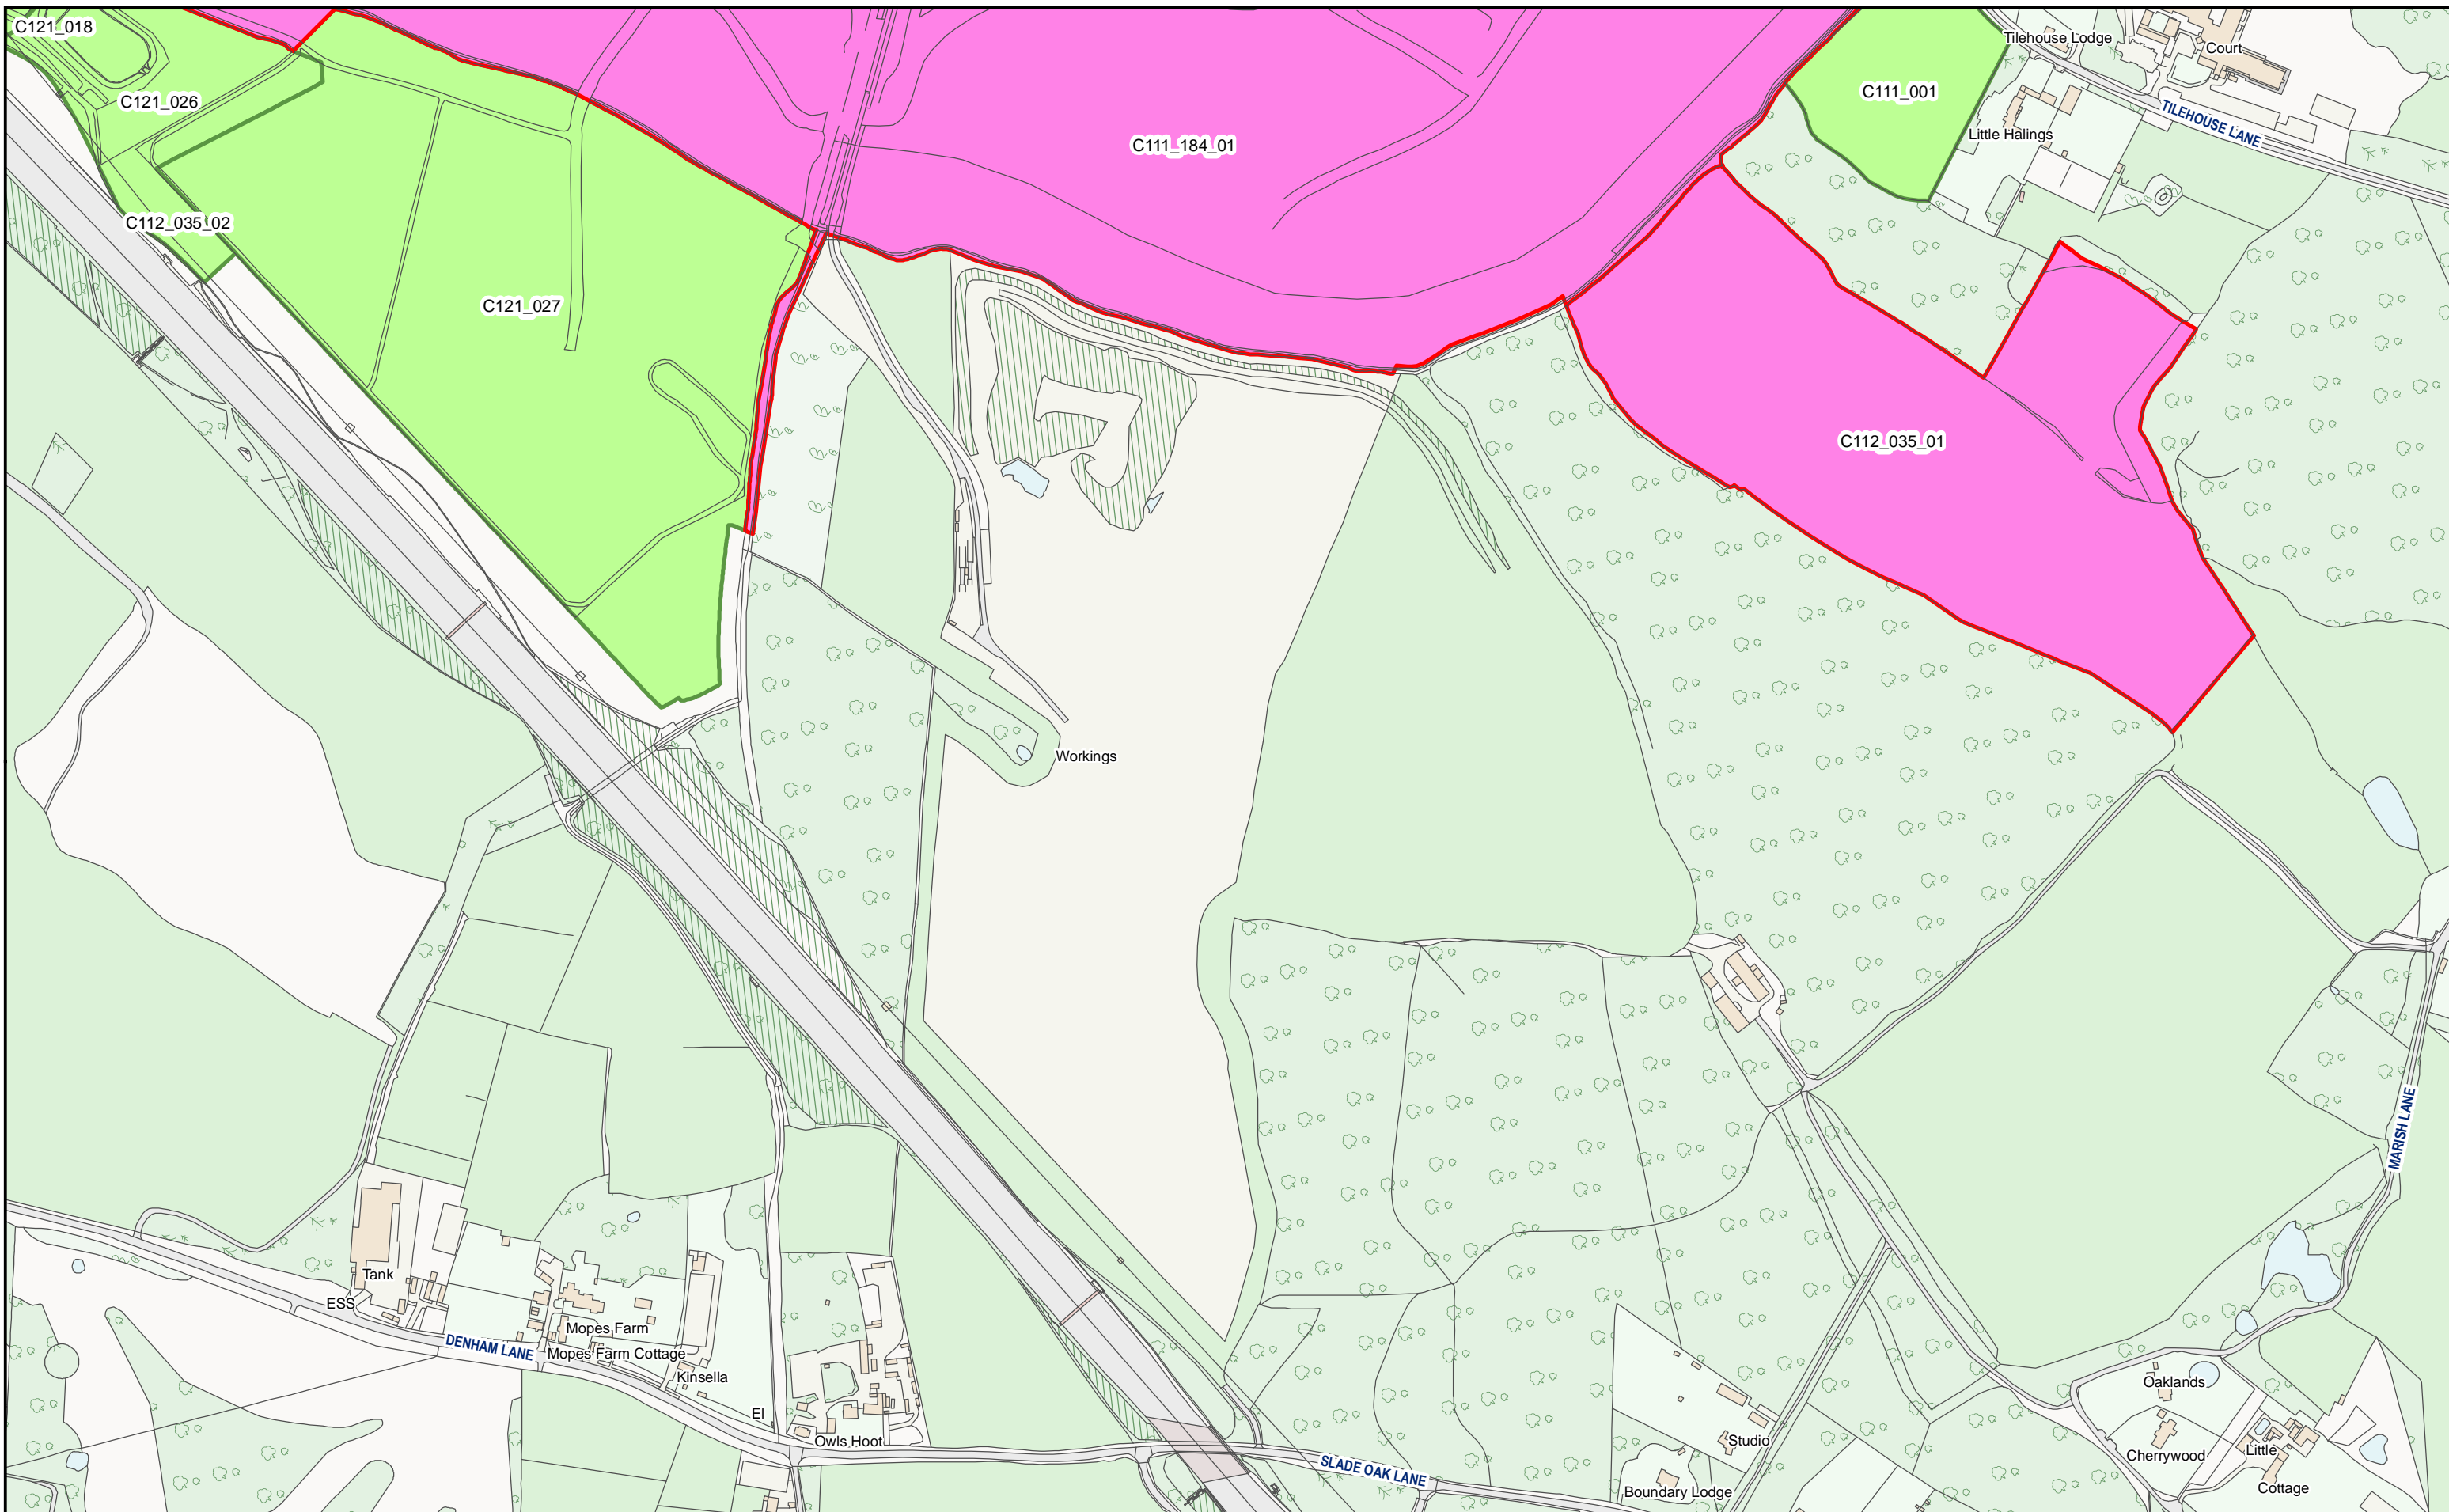 C121_018
Tilehouse Lodge
Court
C111_001
C121_026
TILEHOUSE LANE
Little Halings
C111_184_01
C112_035_02
C121_027
C112_035_01
Workings
MARISH LANE
Tank
ESS
Mopes Farm
DENHAM LANE
Mopes Farm Cottage
Kinsella
Oaklands
El
Owls Hoot
Studio
Little
Cherrywood
SLADE OAK LANE
Cottage
Boundary Lodge